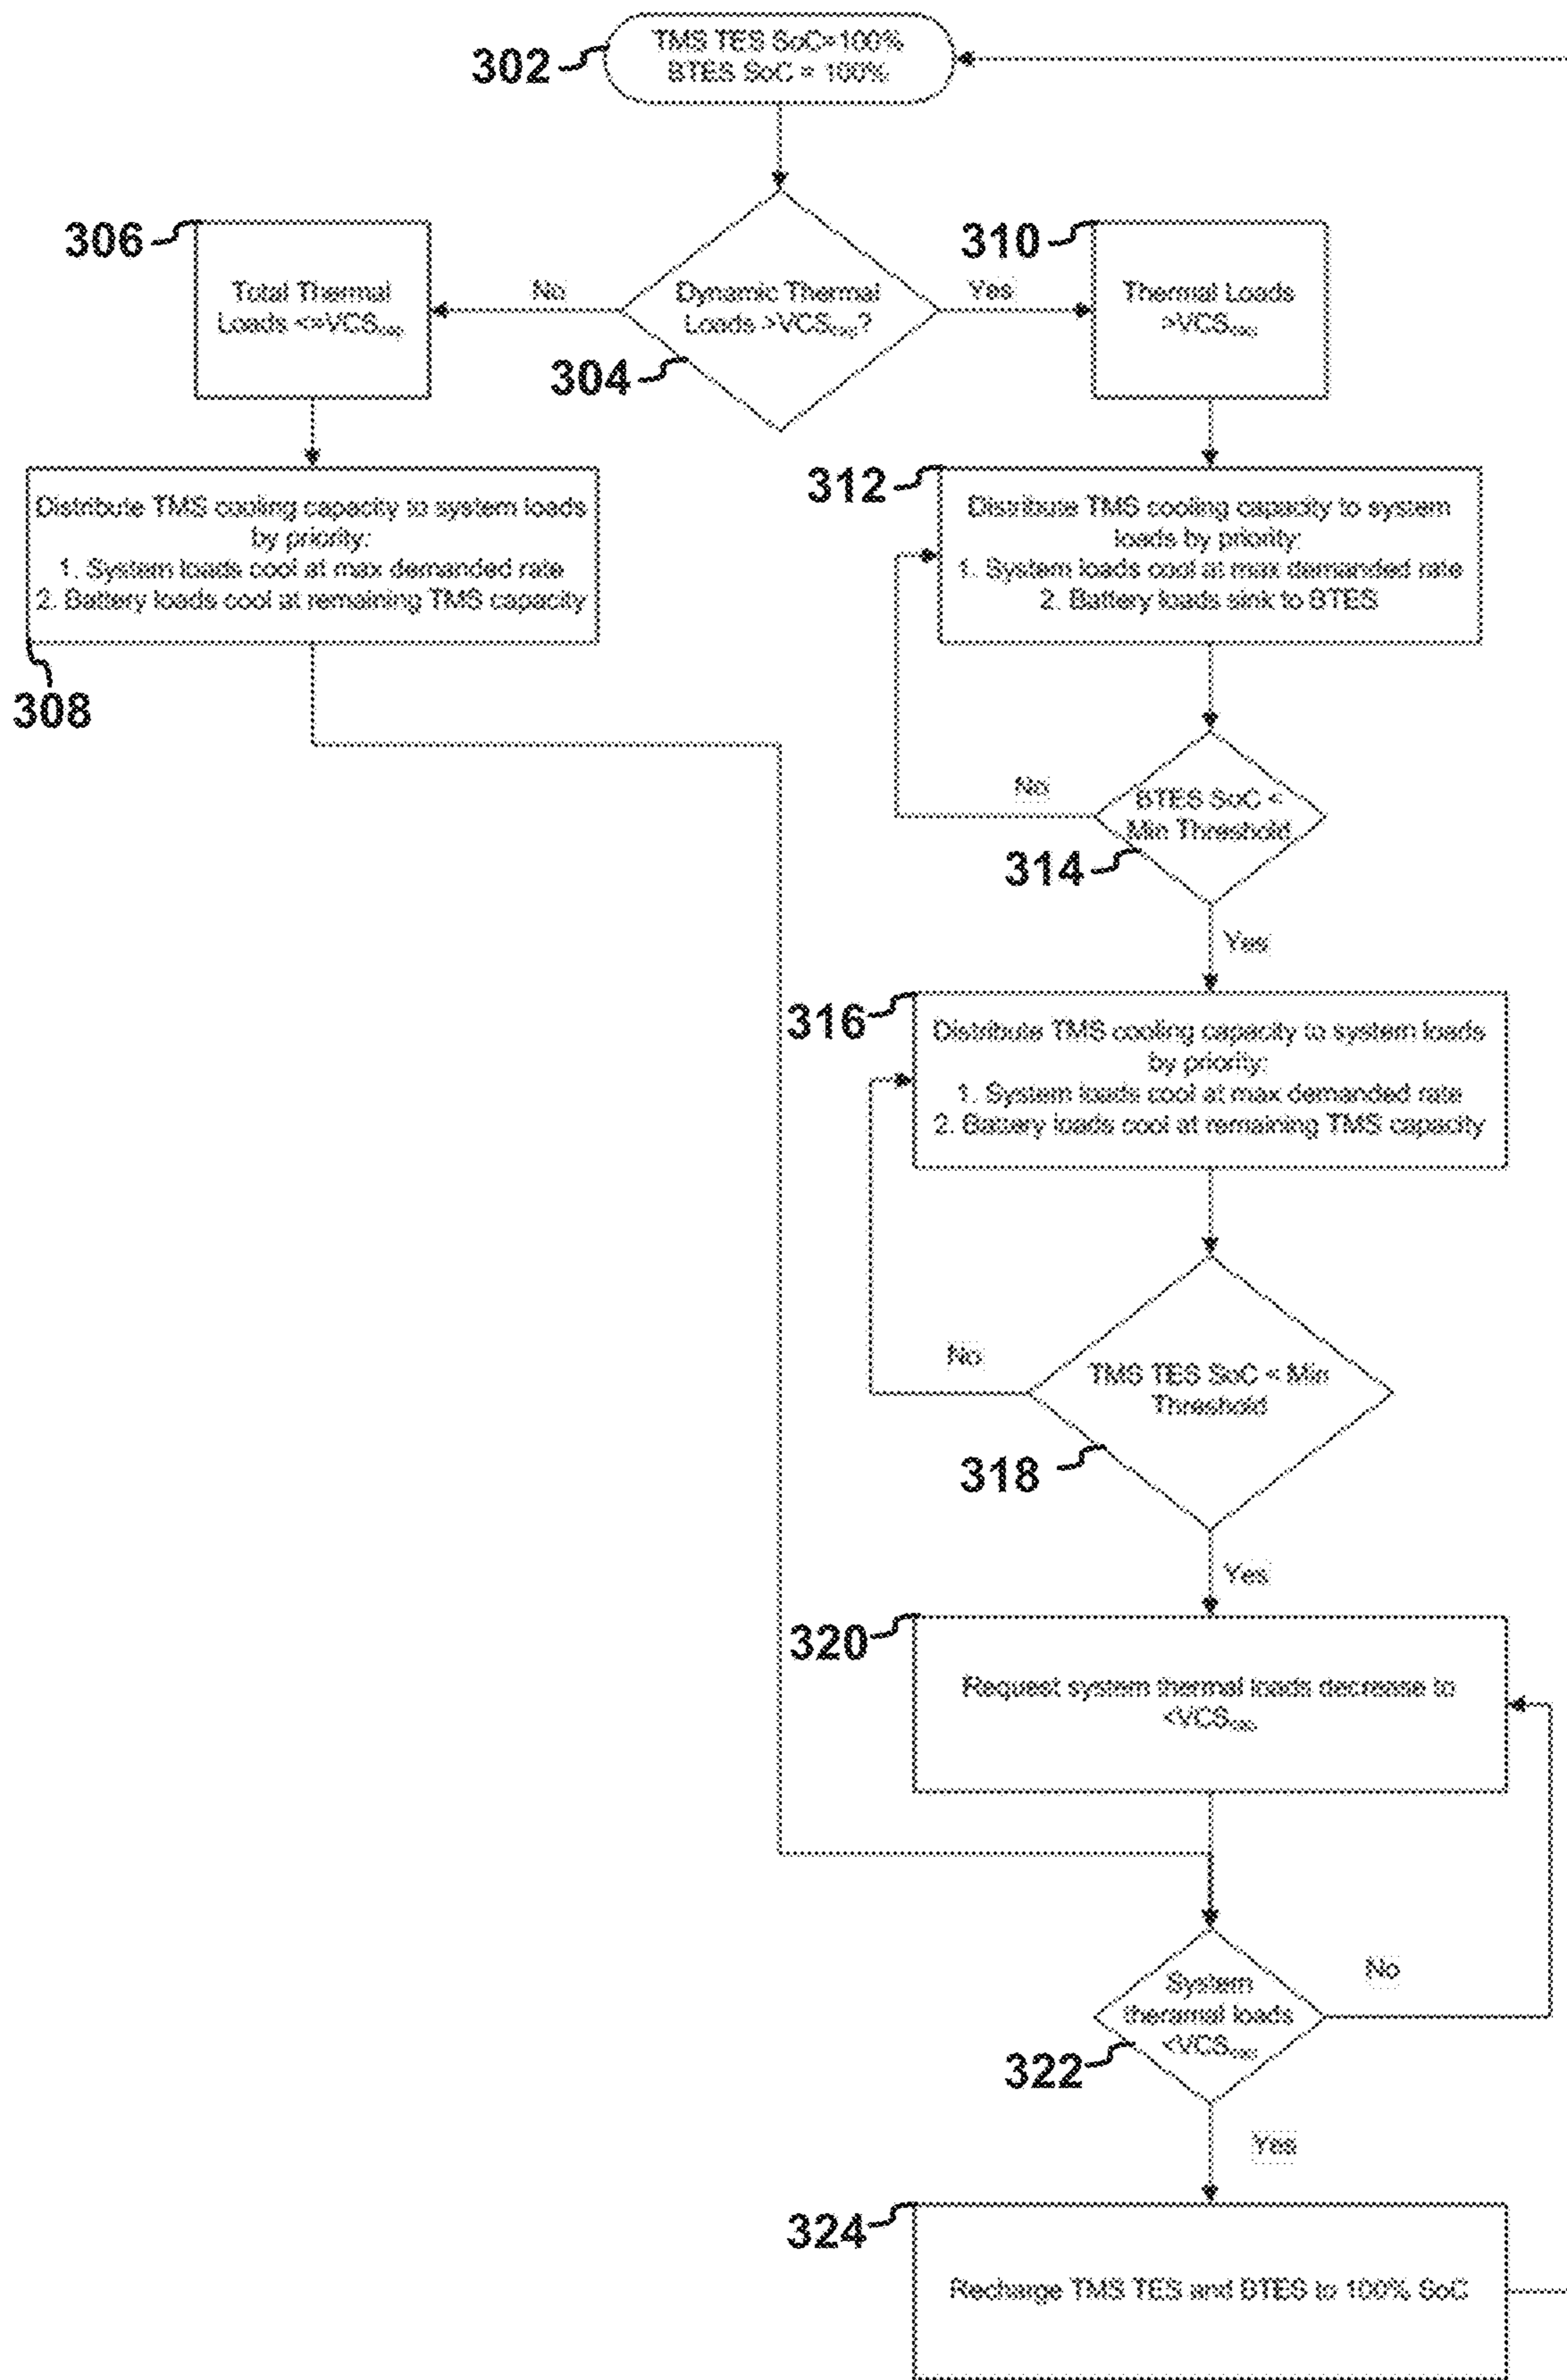 302
TMS TES SoC=100%
BTES SoC = 100%
306
Total Thermal
Loads <=VCScap
No
Dynamic Thermal
Loads >VCScap?
304
Yes
310
Thermal Loads
>VCScap
308
Distribute TMS cooling capacity to system loads
by priority:
1. System loads cool at max demanded rate
2. Battery loads cool at remaining TMS capacity
312
Distribute TMS cooling capacity to system
loads by priority:
1. System loads cool at max demanded rate
2. Battery loads sink to BTES
No
BTES SoC <
Min Threshold
314
Yes
316
Distribute TMS cooling capacity to system loads
by priority:
1. System loads cool at max demanded rate
2. Battery loads cool at remaining TMS capacity
No
TMS TES SoC < Min
Threshold
318
Yes
320
Request system thermal loads decrease to
<VCScap
System
theramal loads
<VCScap
No
322
Yes
324
Recharge TMS TES and BTES to 100% SoC